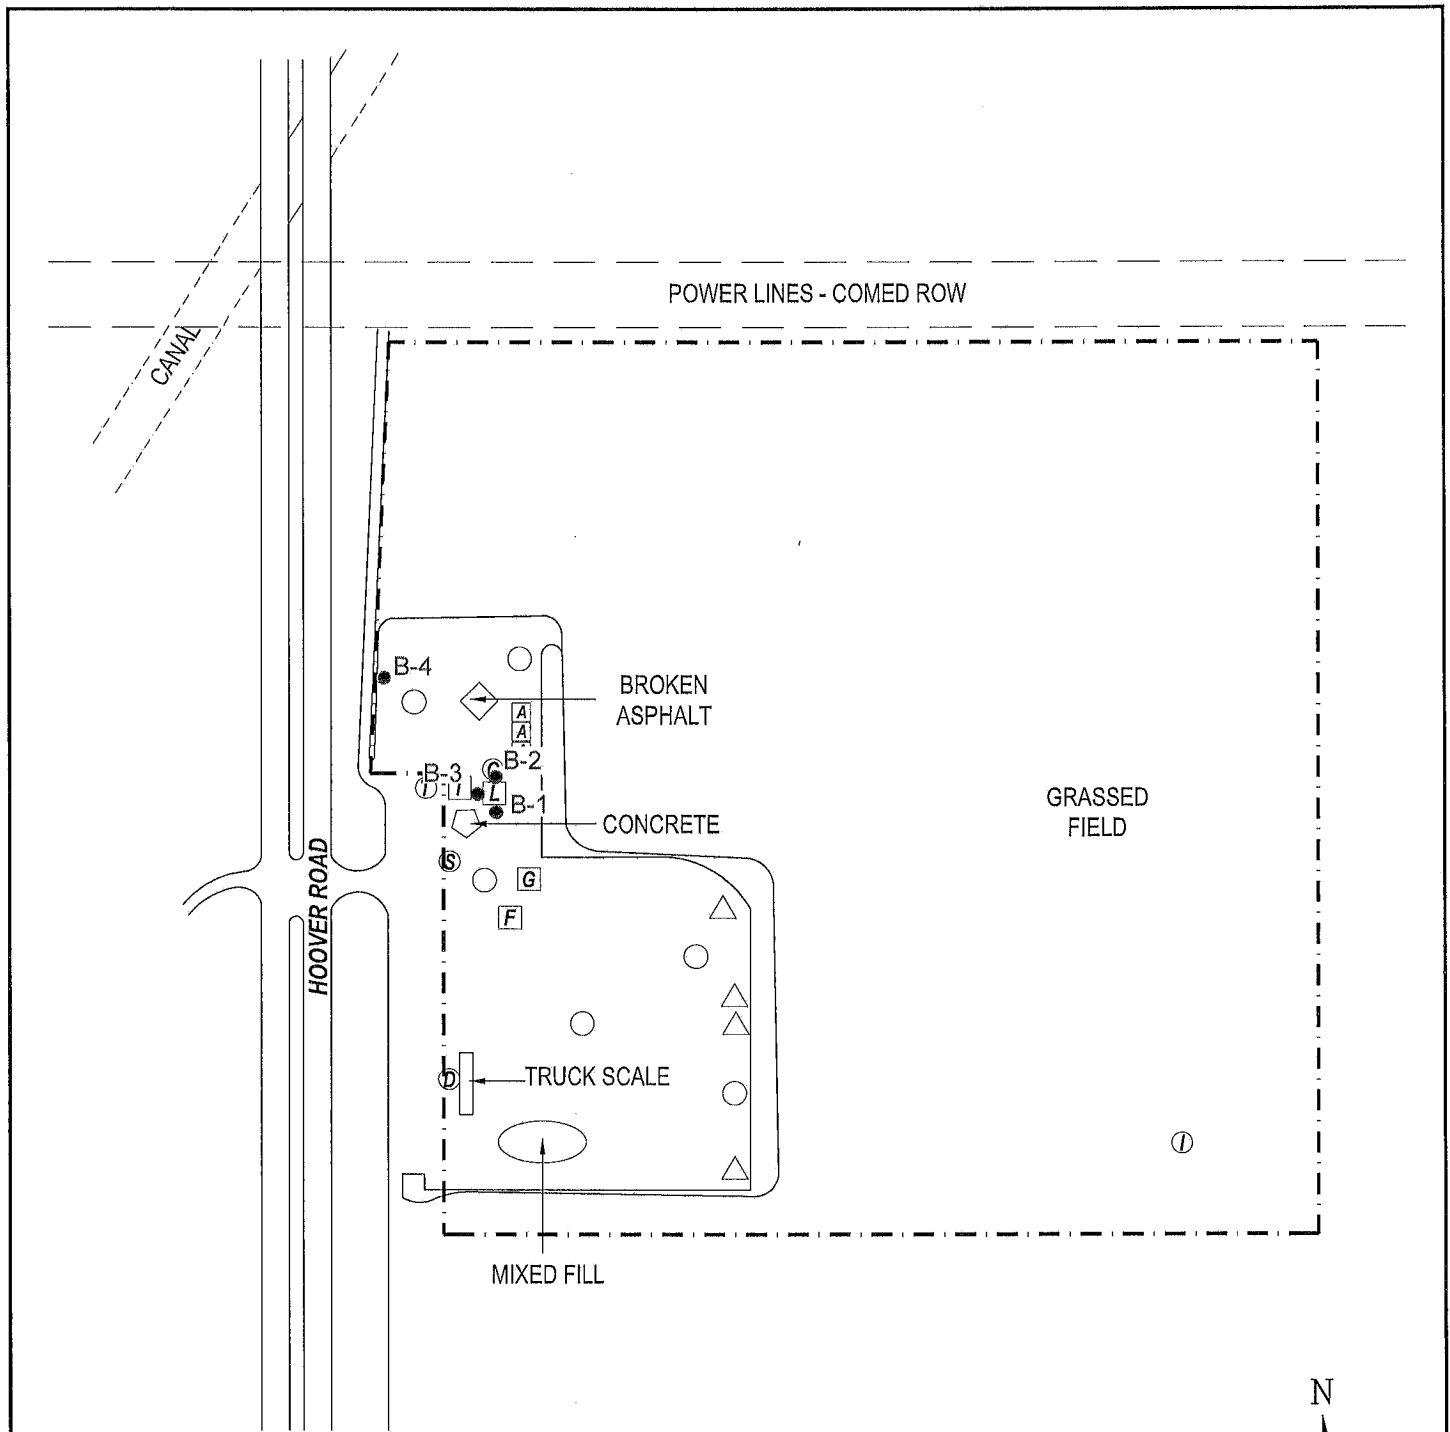 POWER LINES - COMED ROW
CANAL
B-4
BROKEN
ASPHALT
A
A
B-2
C
B-3
I
L
B-1
GRASSED
FIELD
CONCRETE
S
HOOVER ROAD
G
F
D
TRUCK SCALE
I
MIXED FILL
N